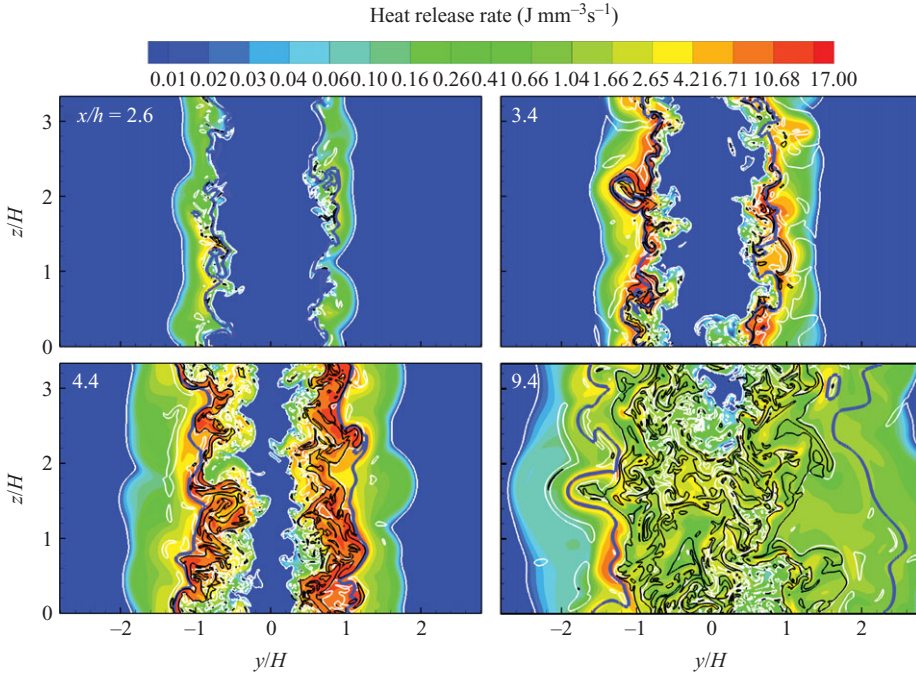 Heat release rate (J mm⁻³s⁻¹)
0.01 0.02 0.03 0.04 0.06 0.10 0.16 0.26 0.41 0.66 1.04 1.66 2.65 4.21 6.71 10.68 17.00
x/h = 2.6
3.4
3
2
1
0
z/H
4.4
9.4
3
2
1
0
z/H
−2 −1 0 1 2
−2 −1 0 1 2
y/H
y/H